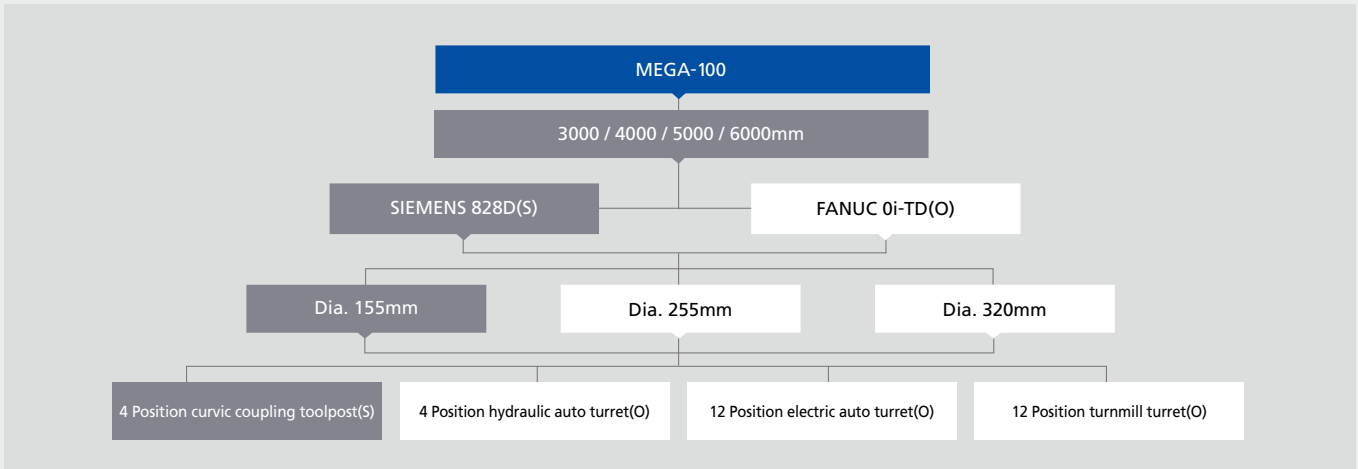 MEGA-100
3000 / 4000 / 5000 / 6000mm
SIEMENS 828D(S)
FANUC 0i-TD(O)
Dia. 155mm
Dia. 255mm
Dia. 320mm
4 Position curvic coupling toolpost(S)
4 Position hydraulic auto turret(O)
12 Position electric auto turret(O)
12 Position turnmill turret(O)